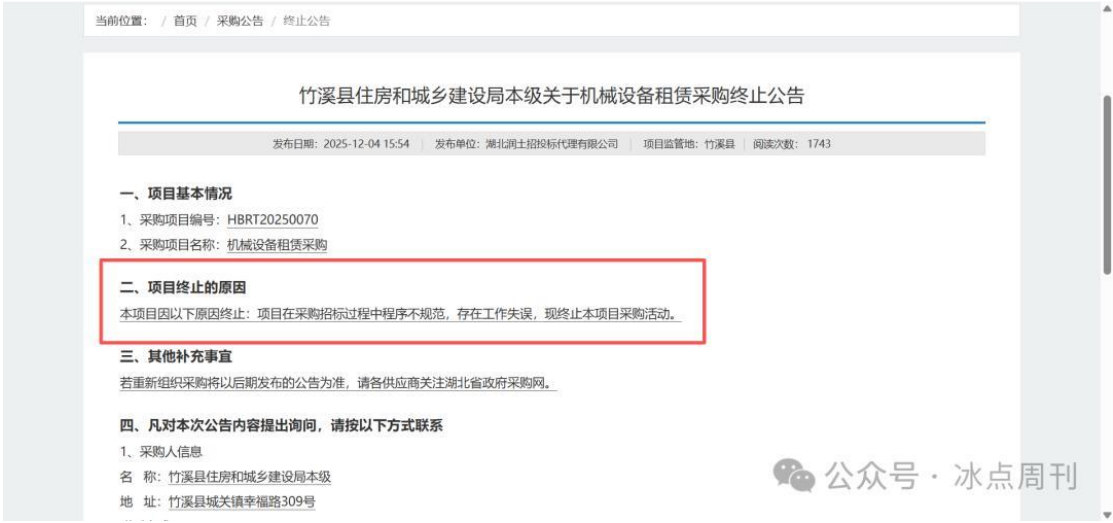 当前位置： / 首页 / 采购公告 / 终止公告
竹溪县住房和城乡建设局本级关于机械设备租赁采购终止公告
发布日期：2025-12-04 15:54 | 发布单位：湖北润土招投标代理有限公司 | 项目监管地：竹溪县 | 阅读次数：1743
一、项目基本情况
1、采购项目编号：HBRT20250070
2、采购项目名称：机械设备租赁采购
二、项目终止的原因
本项目因以下原因终止：项目在采购招标过程中程序不规范，存在工作失误，现终止本项目采购活动。
三、其他补充事宜
若重新组织采购将以后期发布的公告为准，请各供应商关注湖北省政府采购网。
四、凡对本次公告内容提出询问，请按以下方式联系
1、采购人信息
名 称：竹溪县住房和城乡建设局本级
地 址：竹溪县城关镇幸福路309号
公众号 · 冰点周刊